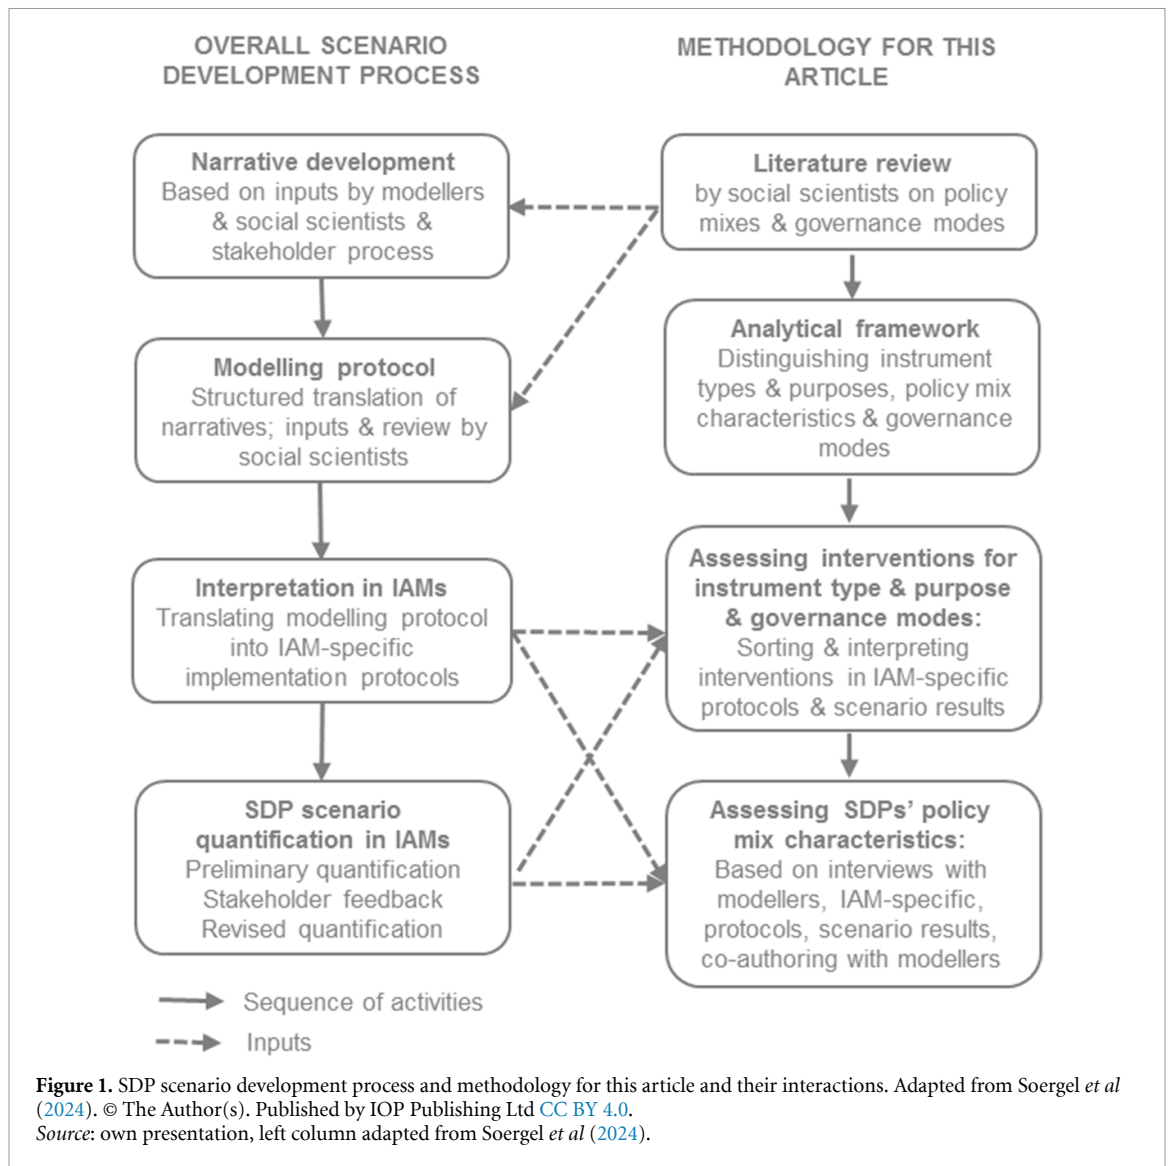 OVERALL SCENARIO
DEVELOPMENT PROCESS
Narrative development
Based on inputs by modellers
& social scientists &
stakeholder process
Modelling protocol
Structured translation of
narratives; inputs & review by
social scientists
Interpretation in IAMs
Translating modelling protocol
into IAM-specific
implementation protocols
SDP scenario
quantification in IAMs
Preliminary quantification
Stakeholder feedback
Revised quantification
METHODOLOGY FOR THIS
ARTICLE
Literature review
by social scientists on policy
mixes & governance modes
Analytical framework
Distinguishing instrument
types & purposes, policy mix
characteristics & governance
modes
Assessing interventions for
instrument type & purpose
& governance modes:
Sorting & interpreting
interventions in IAM-specific
protocols & scenario results
Assessing SDPs’ policy
mix characteristics:
Based on interviews with
modellers, IAM-specific,
protocols, scenario results,
co-authoring with modellers
Sequence of activities
Inputs
Figure 1. SDP scenario development process and methodology for this article and their interactions. Adapted from Soergel et al
(2024). © The Author(s). Published by IOP Publishing Ltd CC BY 4.0.
Source: own presentation, left column adapted from Soergel et al (2024).